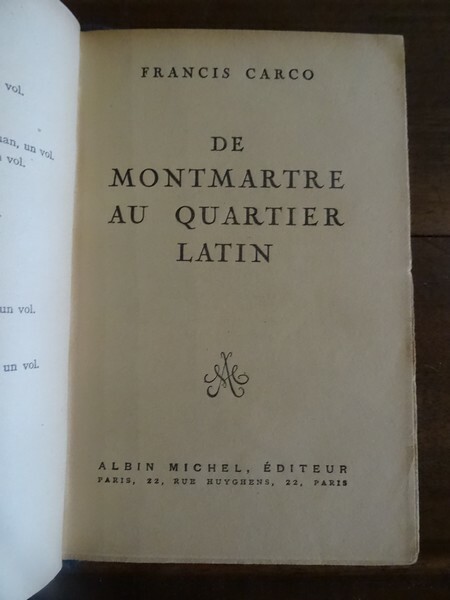 vol.
un vol.
vol.
un vol.
un vol.
FRANCIS CARCO
DE
MONTMARTRE
AU QUARTIER
LATIN
AM
ALBIN MICHEL, ÉDITEUR
PARIS, 22, RUE HUYGHENS, 22, PARIS